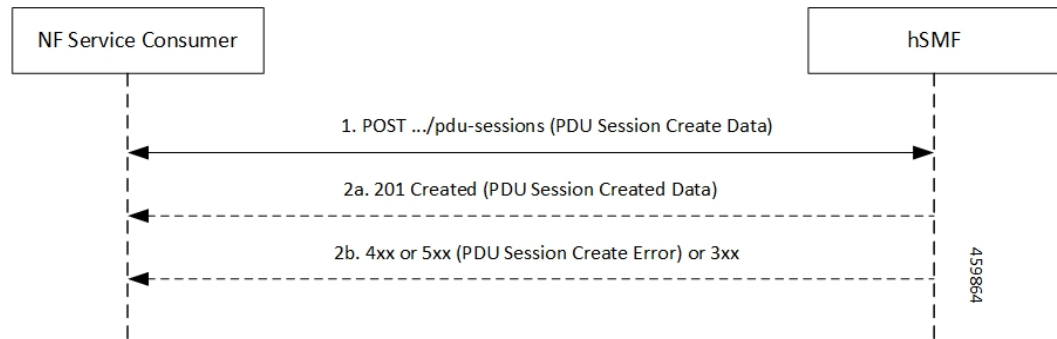 NF Service Consumer
hSMF
1. POST .../pdu-sessions (PDU Session Create Data)
2a. 201 Created (PDU Session Created Data)
2b. 4xx or 5xx (PDU Session Create Error) or 3xx
459864